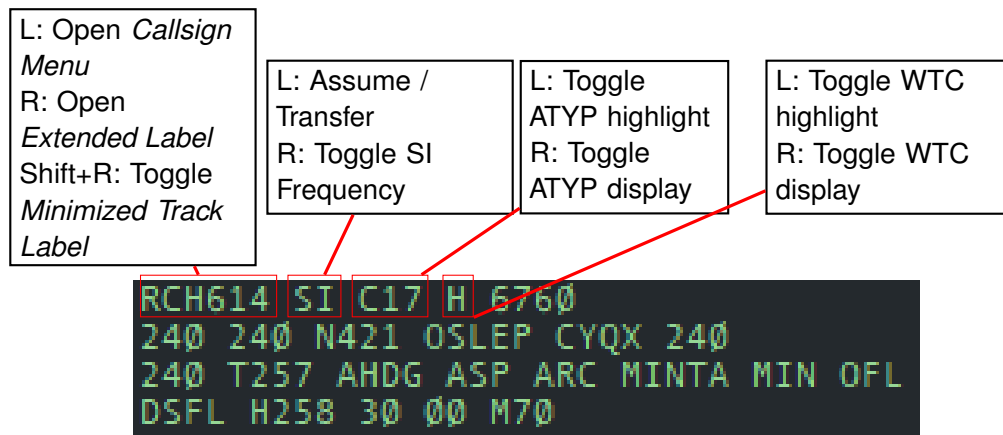 L: Open Callsign
Menu
R: Open
Extended Label
Shift+R: Toggle
Minimized Track
Label
L: Assume /
Transfer
R: Toggle SI
Frequency
L: Toggle
ATYP highlight
R: Toggle
ATYP display
L: Toggle WTC
highlight
R: Toggle WTC
display
RCH614 SI C17 H 6760
240 240 N421 OSLEP CYQX 240
240 T257 AHDG ASP ARC MINTA MIN OFL
DSFL H258 30 00 M70